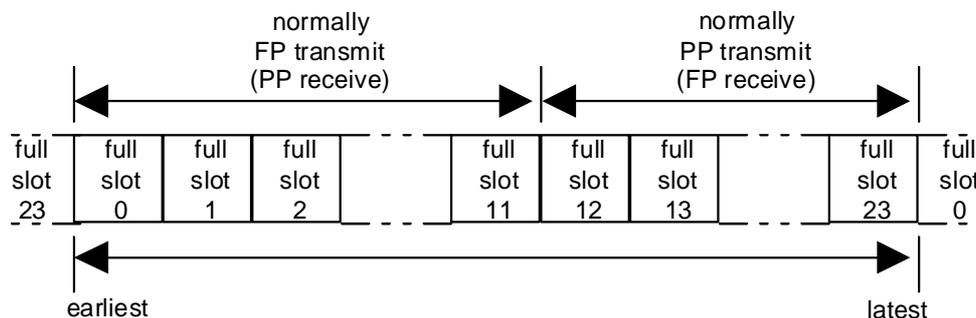 normally
FP transmit
(PP receive)
normally
PP transmit
(FP receive)
full
slot
23
full
slot
0
full
slot
1
full
slot
2
full
slot
11
full
slot
12
full
slot
13
full
slot
23
full
slot
0
earliest
latest